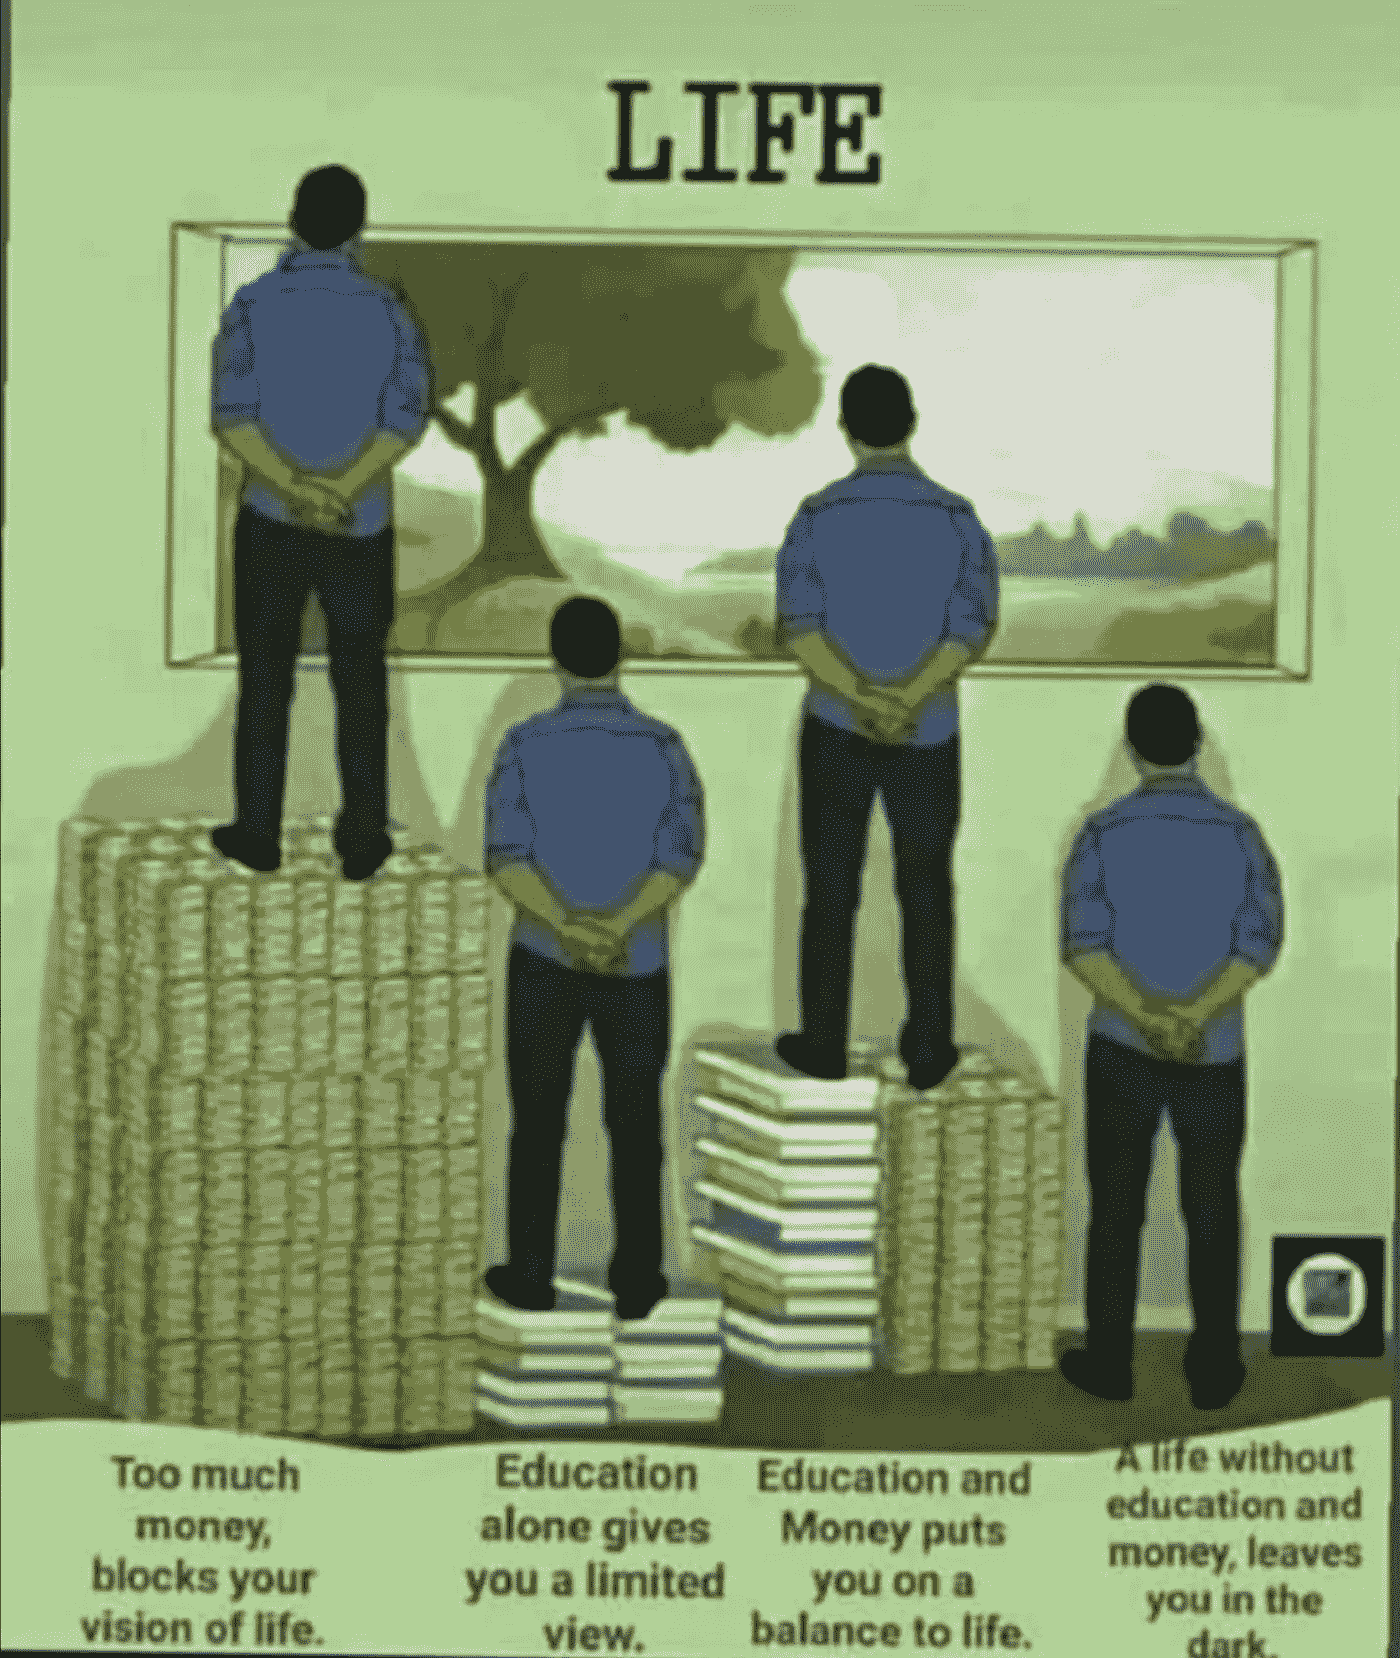 LIFE
Too much
money,
blocks your
vision of life.
Education
alone gives
you a limited
view.
Education and
Money puts
you on a
balance to life.
A life without
education and
money, leaves
you in the
dark.